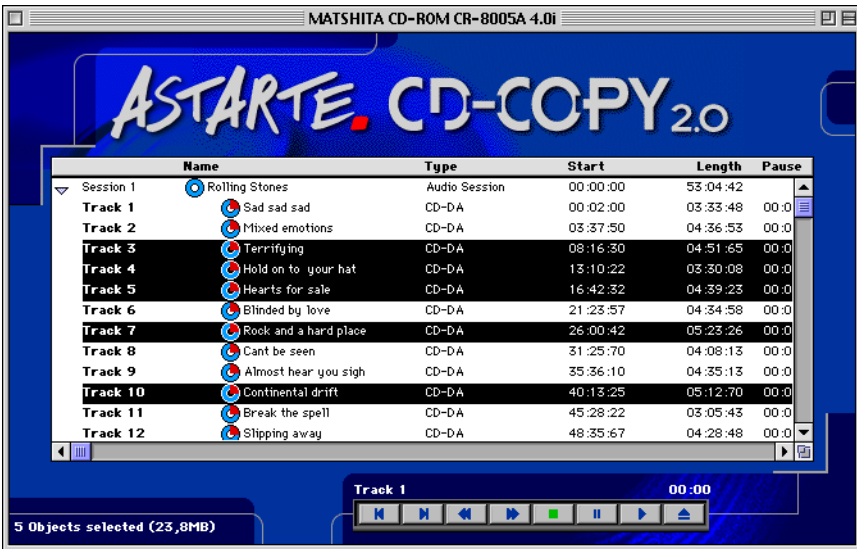 MATSHITA CD-ROM CR-8005A 4.0i
ASTARTE. CD-COPY 2.0
Name Type Start Length Pause
Session 1 Rolling Stones Audio Session 00:00:00 53:04:42
Track 1 Sad sad sad CD-DA 00:02:00 03:33:48 00:0
Track 2 Mixed emotions CD-DA 03:37:50 04:36:53 00:0
Track 3 Terrifying CD-DA 08:16:30 04:51:65 00:0
Track 4 Hold on to your hat CD-DA 13:10:22 03:30:08 00:0
Track 5 Hearts for sale CD-DA 16:42:32 04:39:23 00:0
Track 6 Blinded by love CD-DA 21:23:57 04:34:58 00:0
Track 7 Rock and a hard place CD-DA 26:00:42 05:23:26 00:0
Track 8 Cant be seen CD-DA 31:25:70 04:08:13 00:0
Track 9 Almost hear you sigh CD-DA 35:36:10 04:35:13 00:0
Track 10 Continental drift CD-DA 40:13:25 05:12:70 00:0
Track 11 Break the spell CD-DA 45:28:22 03:05:43 00:0
Track 12 Slipping away CD-DA 48:35:67 04:28:48 00:0
Track 1 00:00
5 Objects selected (23,8MB)